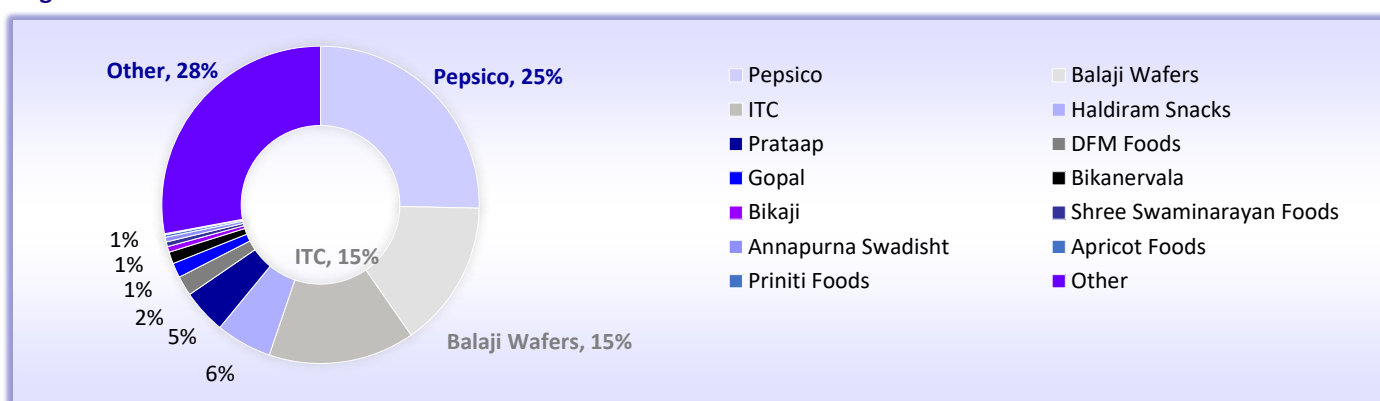 Other, 28%
Pepsico, 25%
ITC, 15%
Balaji Wafers, 15%
6%
5%
2%
1%
1%
1%
Pepsico
Balaji Wafers
ITC
Haldiram Snacks
Prataap
DFM Foods
Gopal
Bikanervala
Bikaji
Shree Swaminarayan Foods
Annapurna Swadisht
Apricot Foods
Priniti Foods
Other